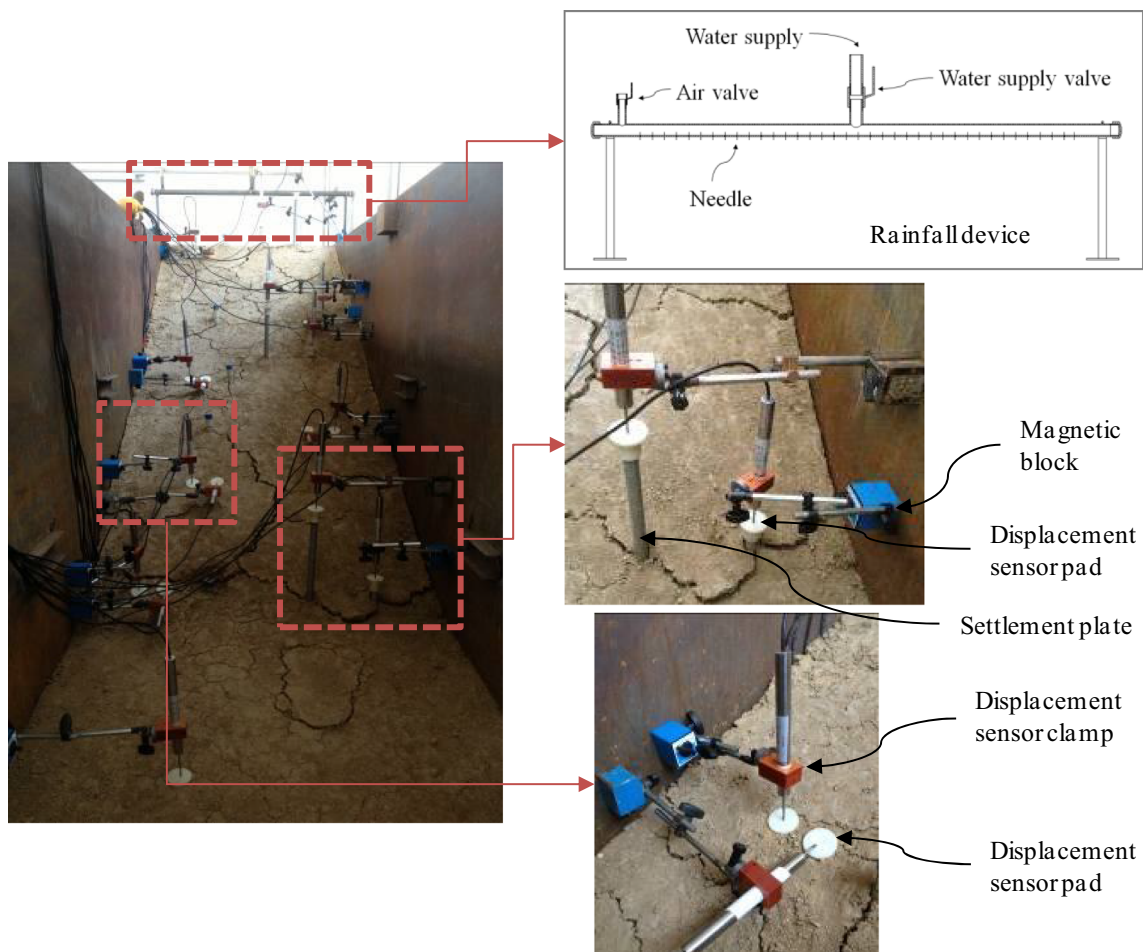 Water supply
Water supply valve
Air valve
Needle
Rainfall device
Magnetic
block
Displacement
sensor pad
Settlement plate
Displacement
sensor clamp
Displacement
sensor pad